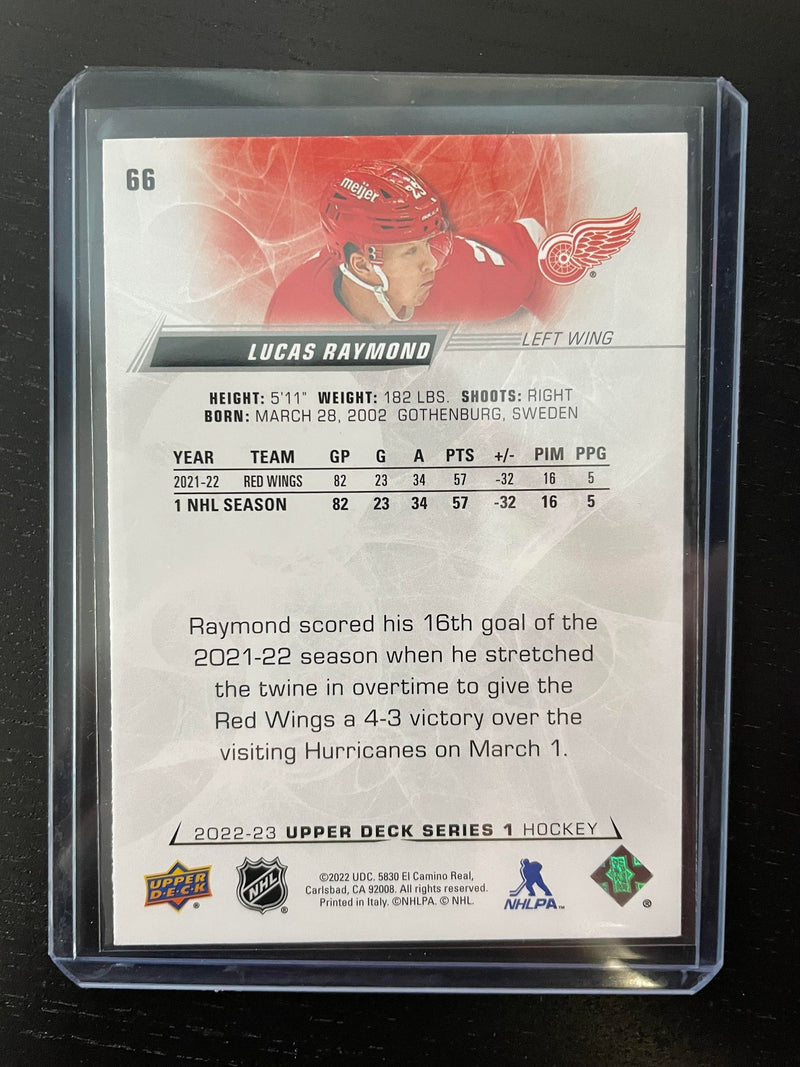 66
meijer
23
LUCAS RAYMOND
LEFT WING
HEIGHT: 5'11" WEIGHT: 182 LBS. SHOOTS: RIGHT
BORN: MARCH 28, 2002 GOTHENBURG, SWEDEN
YEAR TEAM GP G A PTS +/- PIM PPG
2021-22 RED WINGS 82 23 34 57 -32 16 5
1 NHL SEASON 82 23 34 57 -32 16 5
Raymond scored his 16th goal of the
2021-22 season when he stretched
the twine in overtime to give the
Red Wings a 4-3 victory over the
visiting Hurricanes on March 1.
2022-23 UPPER DECK SERIES 1 HOCKEY
UPPER
D·E·C·K ®
NHL ®
©2022 UDC. 5830 El Camino Real,
Carlsbad, CA 92008. All rights reserved.
Printed in Italy. ©NHLPA. © NHL.
NHLPA™
®